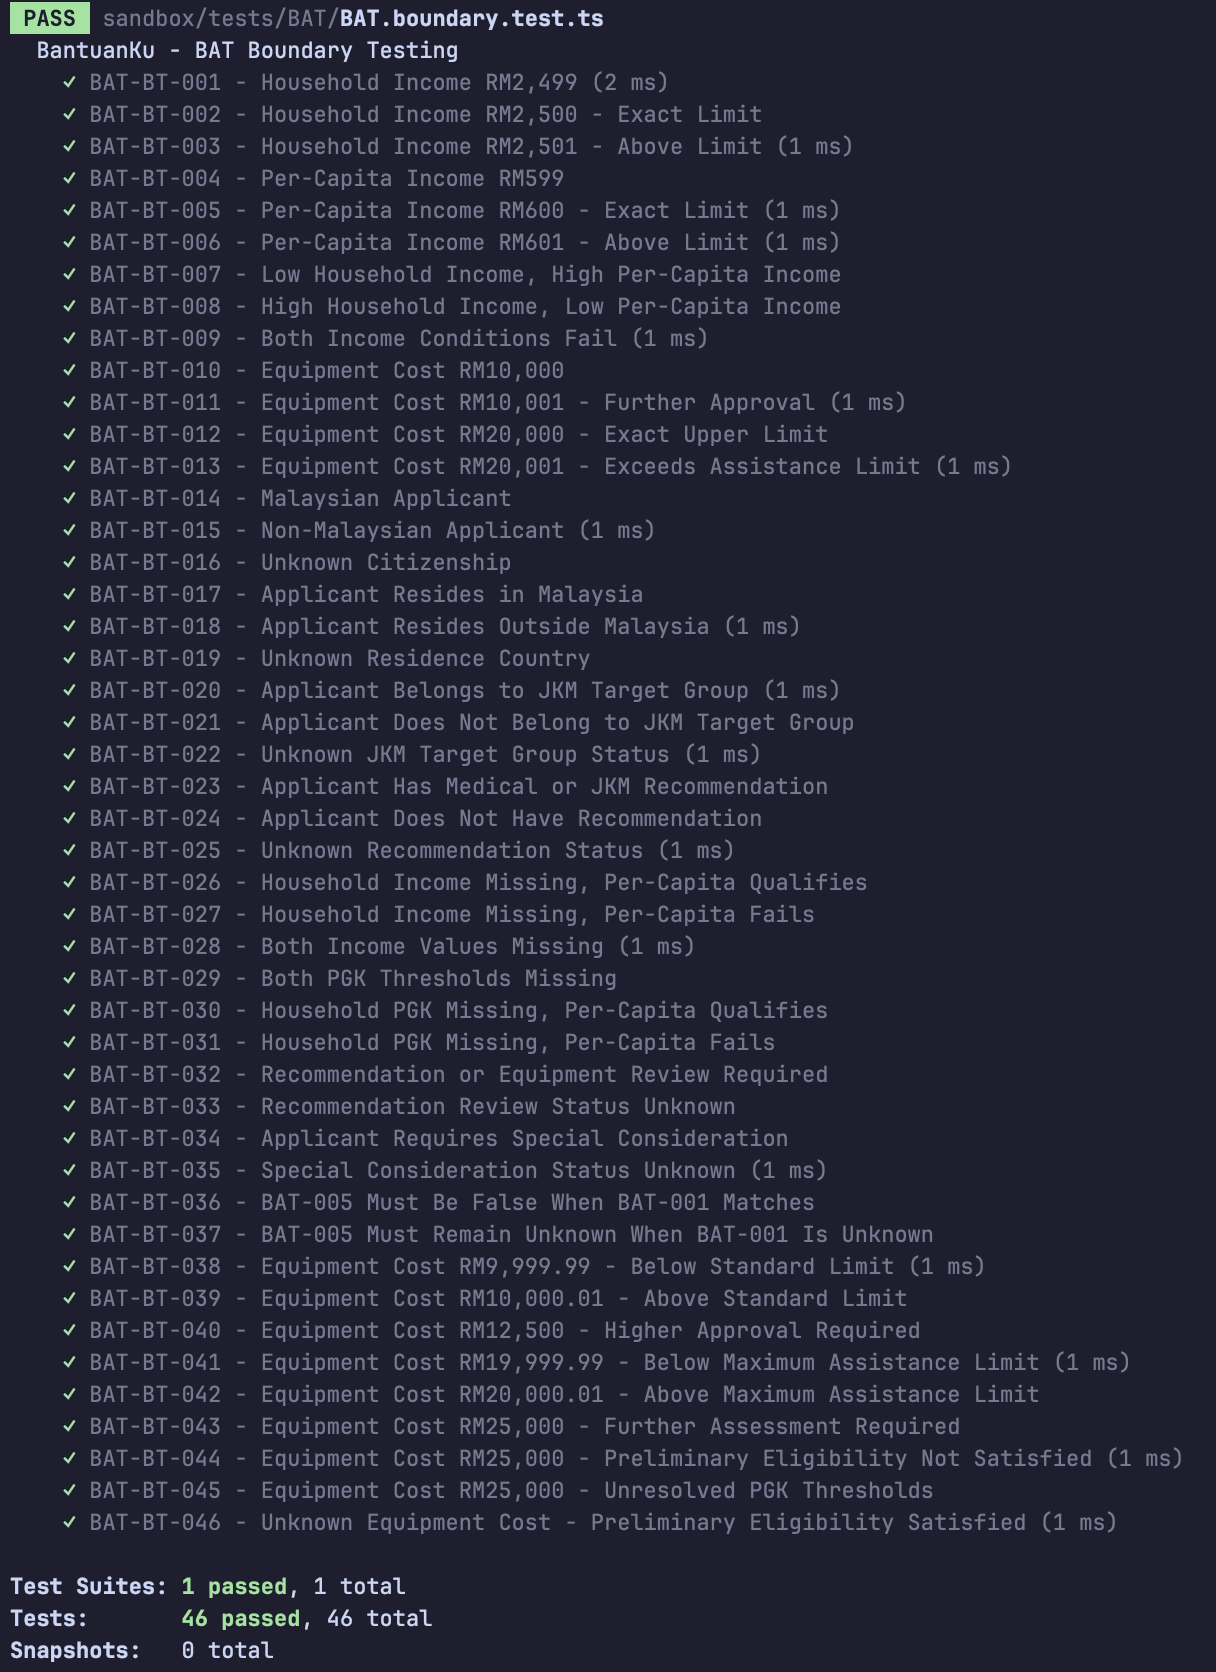 PASS sandbox/tests/BAT/BAT.boundary.test.ts
BantuanKu - BAT Boundary Testing
✓ BAT-BT-001 - Household Income RM2,499 (2 ms)
✓ BAT-BT-002 - Household Income RM2,500 - Exact Limit
✓ BAT-BT-003 - Household Income RM2,501 - Above Limit (1 ms)
✓ BAT-BT-004 - Per-Capita Income RM599
✓ BAT-BT-005 - Per-Capita Income RM600 - Exact Limit (1 ms)
✓ BAT-BT-006 - Per-Capita Income RM601 - Above Limit (1 ms)
✓ BAT-BT-007 - Low Household Income, High Per-Capita Income
✓ BAT-BT-008 - High Household Income, Low Per-Capita Income
✓ BAT-BT-009 - Both Income Conditions Fail (1 ms)
✓ BAT-BT-010 - Equipment Cost RM10,000
✓ BAT-BT-011 - Equipment Cost RM10,001 - Further Approval (1 ms)
✓ BAT-BT-012 - Equipment Cost RM20,000 - Exact Upper Limit
✓ BAT-BT-013 - Equipment Cost RM20,001 - Exceeds Assistance Limit (1 ms)
✓ BAT-BT-014 - Malaysian Applicant
✓ BAT-BT-015 - Non-Malaysian Applicant (1 ms)
✓ BAT-BT-016 - Unknown Citizenship
✓ BAT-BT-017 - Applicant Resides in Malaysia
✓ BAT-BT-018 - Applicant Resides Outside Malaysia (1 ms)
✓ BAT-BT-019 - Unknown Residence Country
✓ BAT-BT-020 - Applicant Belongs to JKM Target Group (1 ms)
✓ BAT-BT-021 - Applicant Does Not Belong to JKM Target Group
✓ BAT-BT-022 - Unknown JKM Target Group Status (1 ms)
✓ BAT-BT-023 - Applicant Has Medical or JKM Recommendation
✓ BAT-BT-024 - Applicant Does Not Have Recommendation
✓ BAT-BT-025 - Unknown Recommendation Status (1 ms)
✓ BAT-BT-026 - Household Income Missing, Per-Capita Qualifies
✓ BAT-BT-027 - Household Income Missing, Per-Capita Fails
✓ BAT-BT-028 - Both Income Values Missing (1 ms)
✓ BAT-BT-029 - Both PGK Thresholds Missing
✓ BAT-BT-030 - Household PGK Missing, Per-Capita Qualifies
✓ BAT-BT-031 - Household PGK Missing, Per-Capita Fails
✓ BAT-BT-032 - Recommendation or Equipment Review Required
✓ BAT-BT-033 - Recommendation Review Status Unknown
✓ BAT-BT-034 - Applicant Requires Special Consideration
✓ BAT-BT-035 - Special Consideration Status Unknown (1 ms)
✓ BAT-BT-036 - BAT-005 Must Be False When BAT-001 Matches
✓ BAT-BT-037 - BAT-005 Must Remain Unknown When BAT-001 Is Unknown
✓ BAT-BT-038 - Equipment Cost RM9,999.99 - Below Standard Limit (1 ms)
✓ BAT-BT-039 - Equipment Cost RM10,000.01 - Above Standard Limit
✓ BAT-BT-040 - Equipment Cost RM12,500 - Higher Approval Required
✓ BAT-BT-041 - Equipment Cost RM19,999.99 - Below Maximum Assistance Limit (1 ms)
✓ BAT-BT-042 - Equipment Cost RM20,000.01 - Above Maximum Assistance Limit
✓ BAT-BT-043 - Equipment Cost RM25,000 - Further Assessment Required
✓ BAT-BT-044 - Equipment Cost RM25,000 - Preliminary Eligibility Not Satisfied (1 ms)
✓ BAT-BT-045 - Equipment Cost RM25,000 - Unresolved PGK Thresholds
✓ BAT-BT-046 - Unknown Equipment Cost - Preliminary Eligibility Satisfied (1 ms)
Test Suites: 1 passed, 1 total
Tests: 46 passed, 46 total
Snapshots: 0 total